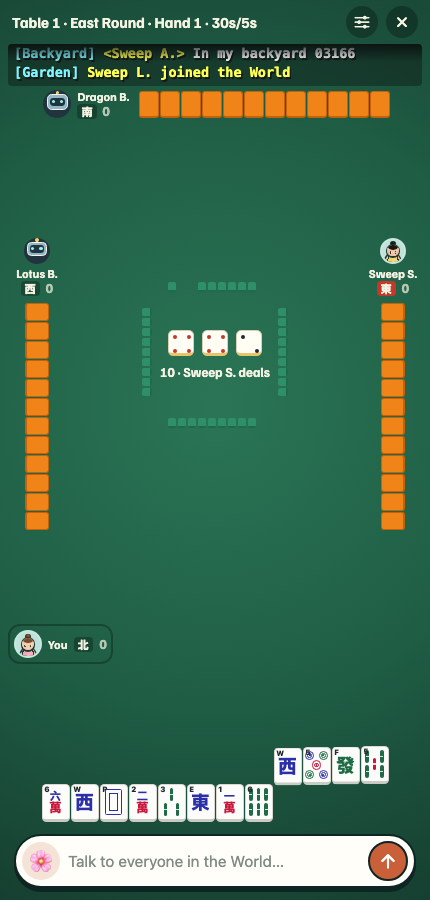 Table 1 · East Round · Hand 1 · 30s/5s
[Backyard] <Sweep A.> In my backyard 03166
[Garden] Sweep L. joined the World
Dragon B.
南 0
Lotus B.
西 0
Sweep S.
東 0
10 · Sweep S. deals
You 北 0
W 西 F 發
6 六萬 W 西 2 二萬 3 E 東 1 一萬
Talk to everyone in the World...